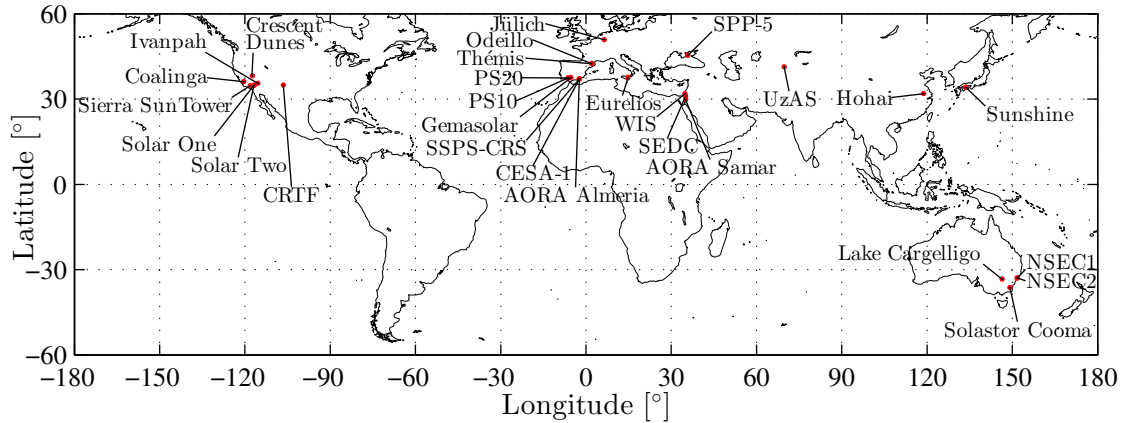 60
30
0
−30
−60
Latitude [°]
Crescent
Dunes
Ivanpah
Coalinga
Sierra SunTower
Solar One
Solar Two
CRTF
Jülich
Odeillo
Thémis
PS20
PS10
Gemasolar
SSPS-CRS
CESA-1
AORA Almeria
SPP-5
Eurelios
WIS
SEDC
AORA Samar
UzAS
Hohai
Sunshine
Lake Cargelligo
NSEC1
NSEC2
Solastor Cooma
−180 −150 −120 −90 −60 −30 0 30 60 90 120 150 180
Longitude [°]